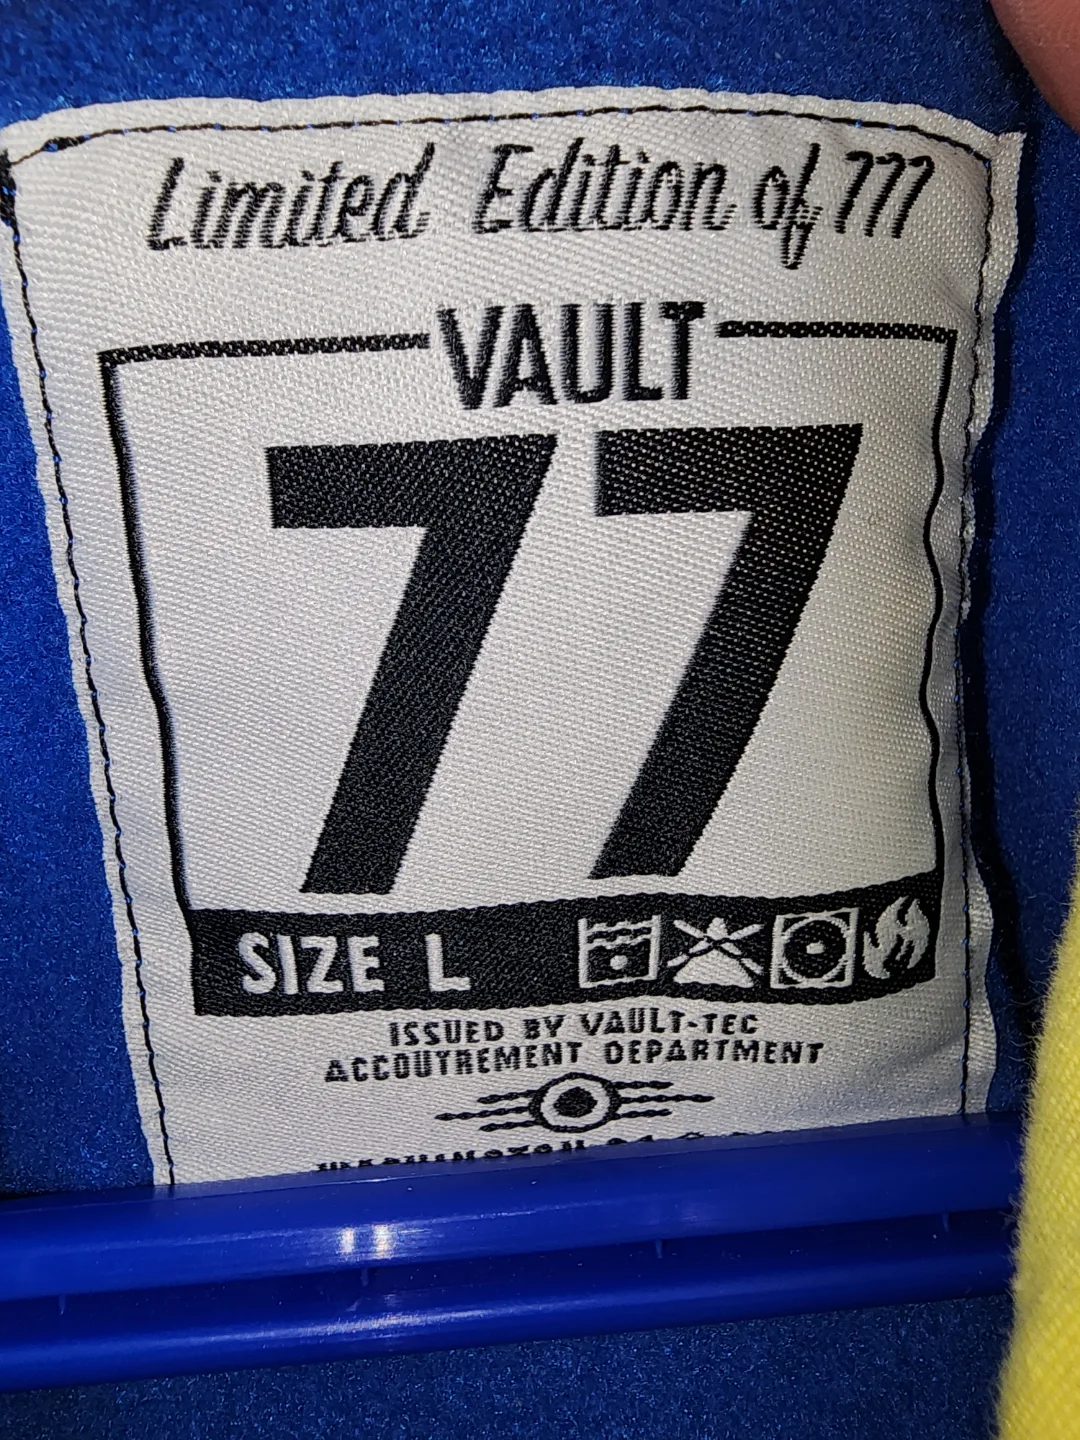 Limited Edition of 777
VAULT
77
SIZE L
ISSUED BY VAULT-TEC
ACCOUTREMENT DEPARTMENT